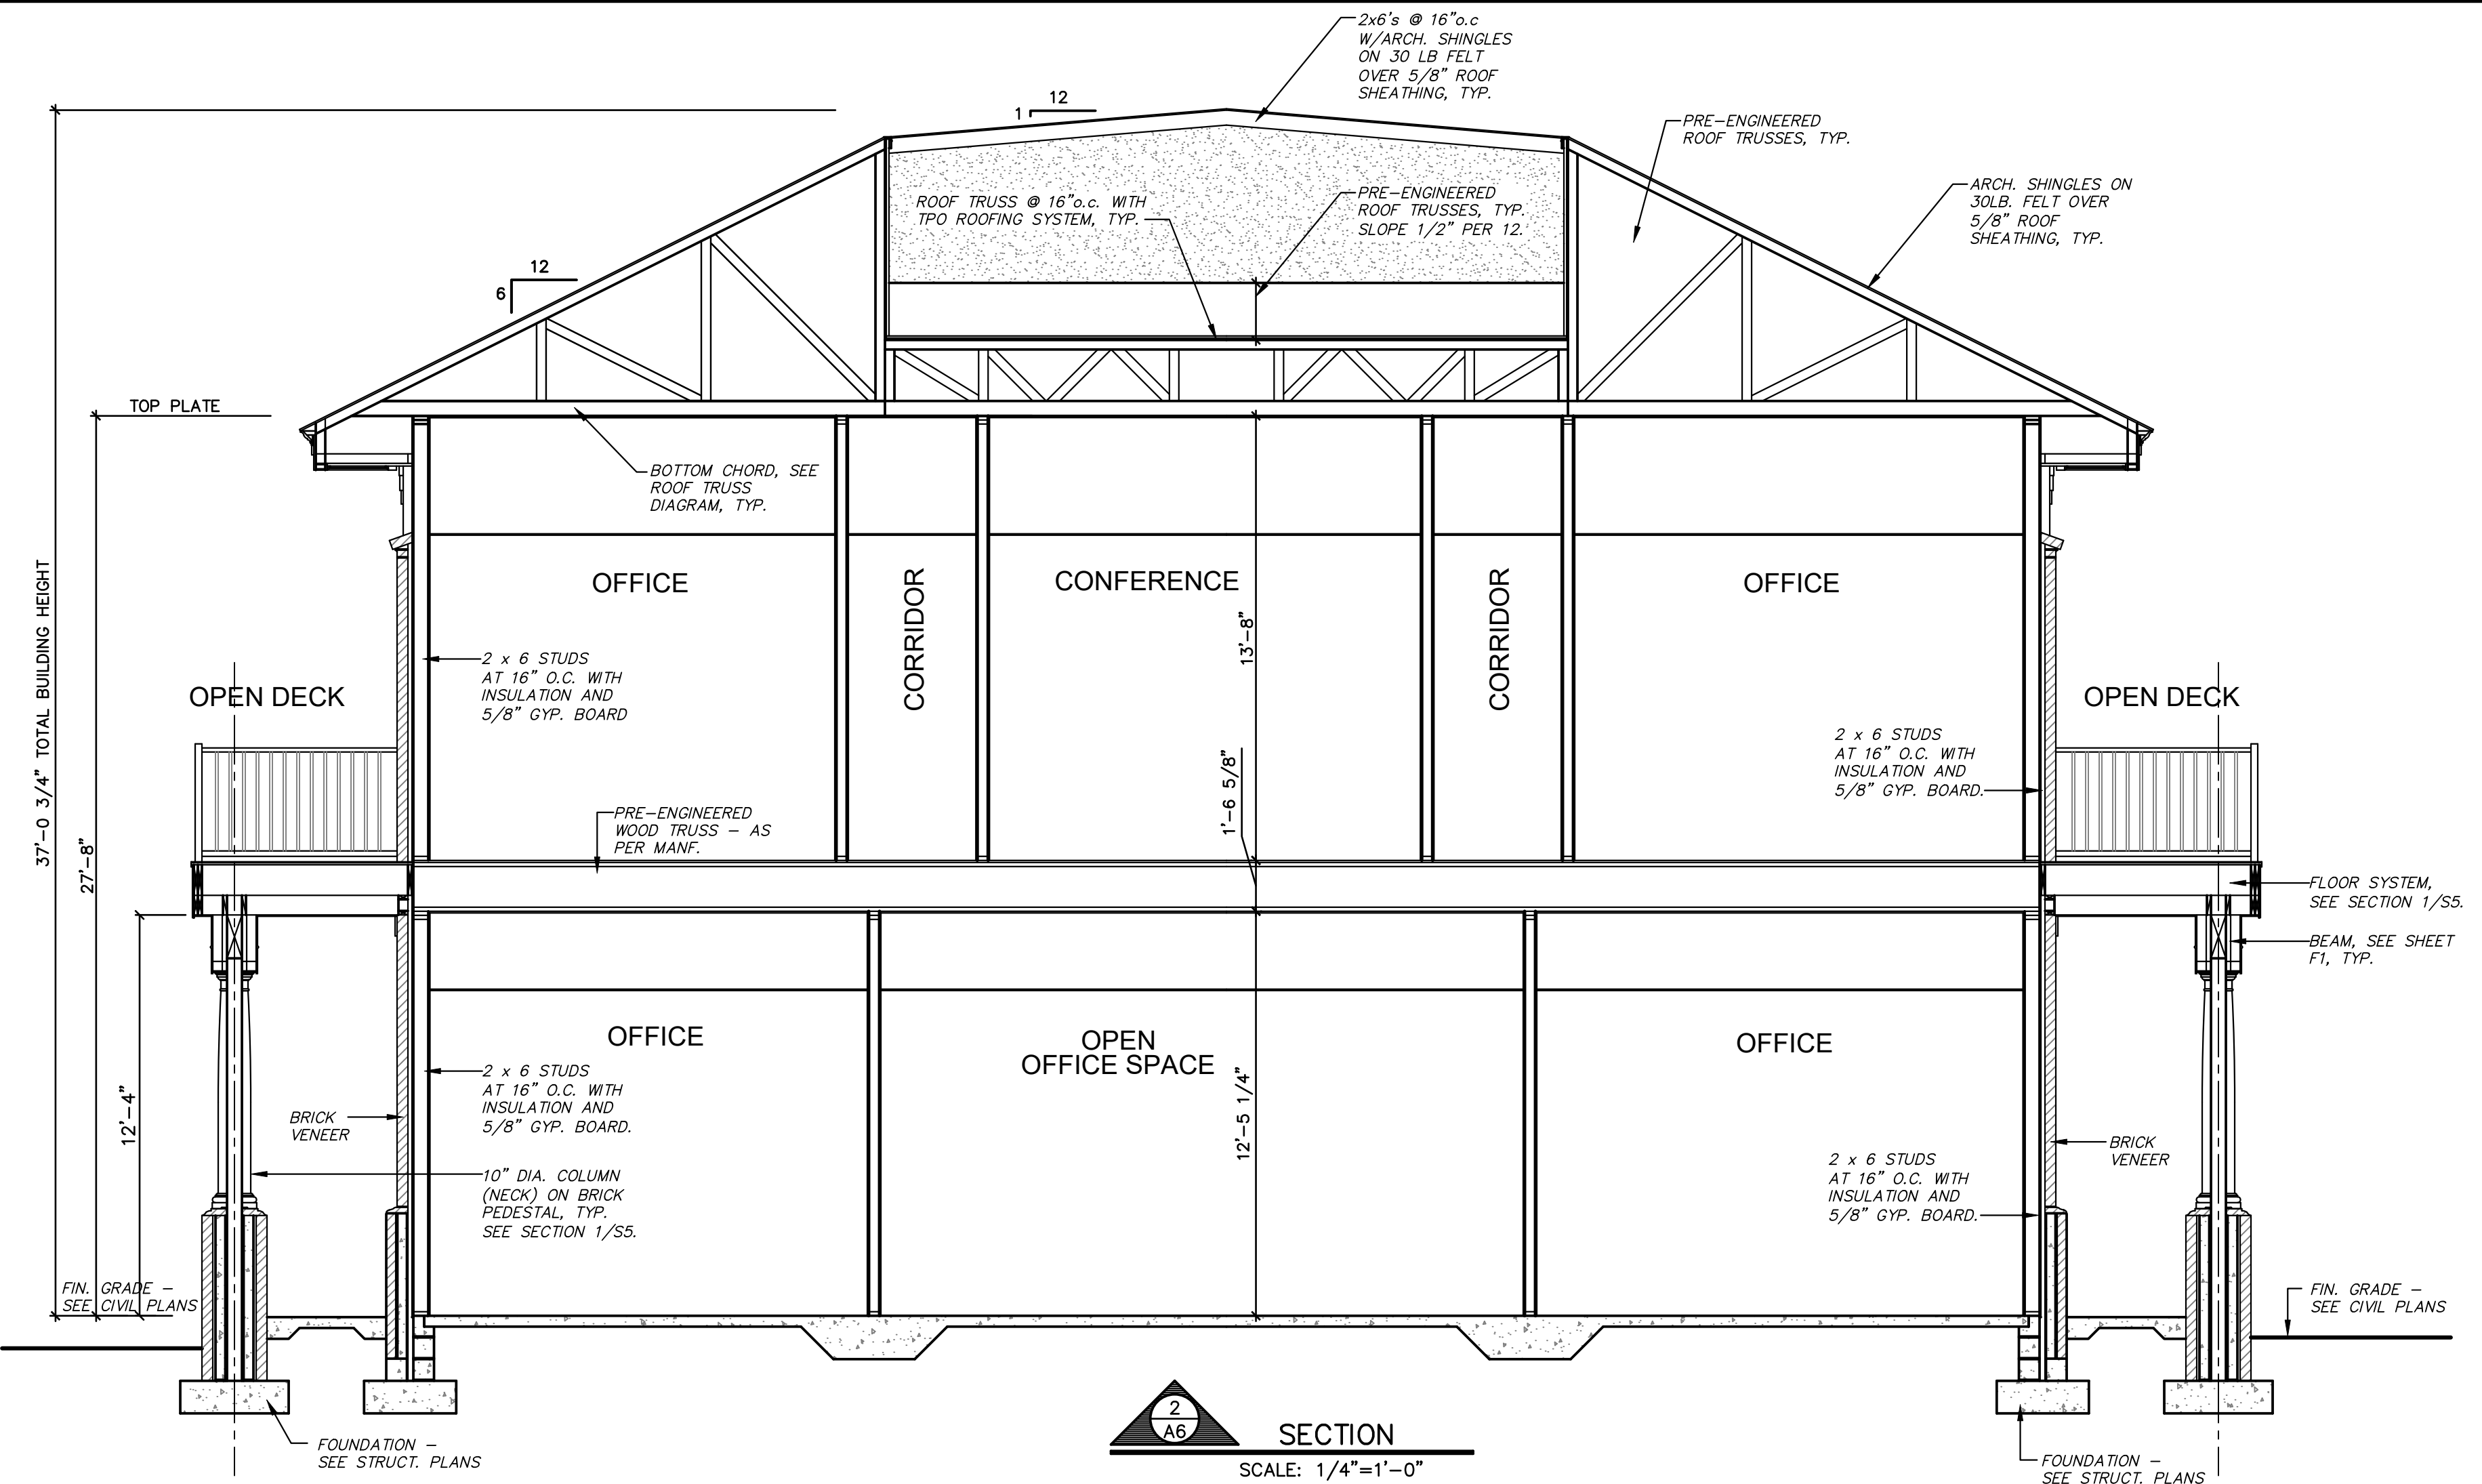 2x6's @ 16"o.c
W/ARCH. SHINGLES
ON 30 LB FELT
OVER 5/8" ROOF
SHEATHING, TYP.
12
1
PRE-ENGINEERED
ROOF TRUSSES, TYP.
ARCH. SHINGLES ON
30LB. FELT OVER
5/8" ROOF
SHEATHING, TYP.
ROOF TRUSS @ 16"o.c. WITH
TPO ROOFING SYSTEM, TYP.
PRE-ENGINEERED
ROOF TRUSSES, TYP.
SLOPE 1/2" PER 12.
12
6
TOP PLATE
BOTTOM CHORD, SEE
ROOF TRUSS
DIAGRAM, TYP.
37'-0 3/4" TOTAL BUILDING HEIGHT
27'-8"
12'-4"
OFFICE
CORRIDOR
CONFERENCE
13'-8"
CORRIDOR
OFFICE
2 x 6 STUDS
AT 16" O.C. WITH
INSULATION AND
5/8" GYP. BOARD
OPEN DECK
OPEN DECK
2 x 6 STUDS
AT 16" O.C. WITH
INSULATION AND
5/8" GYP. BOARD.
1'-6 5/8"
PRE-ENGINEERED
WOOD TRUSS - AS
PER MANF.
FLOOR SYSTEM,
SEE SECTION 1/S5.
BEAM, SEE SHEET
F1, TYP.
OFFICE
OPEN
OFFICE SPACE
OFFICE
12'-5 1/4"
2 x 6 STUDS
AT 16" O.C. WITH
INSULATION AND
5/8" GYP. BOARD.
BRICK
VENEER
10" DIA. COLUMN
(NECK) ON BRICK
PEDESTAL, TYP.
SEE SECTION 1/S5.
BRICK
VENEER
2 x 6 STUDS
AT 16" O.C. WITH
INSULATION AND
5/8" GYP. BOARD.
FIN. GRADE -
SEE CIVIL PLANS
FIN. GRADE -
SEE CIVIL PLANS
FOUNDATION -
SEE STRUCT. PLANS
2
A6
SECTION
SCALE: 1/4"=1'-0"
FOUNDATION -
SEE STRUCT. PLANS